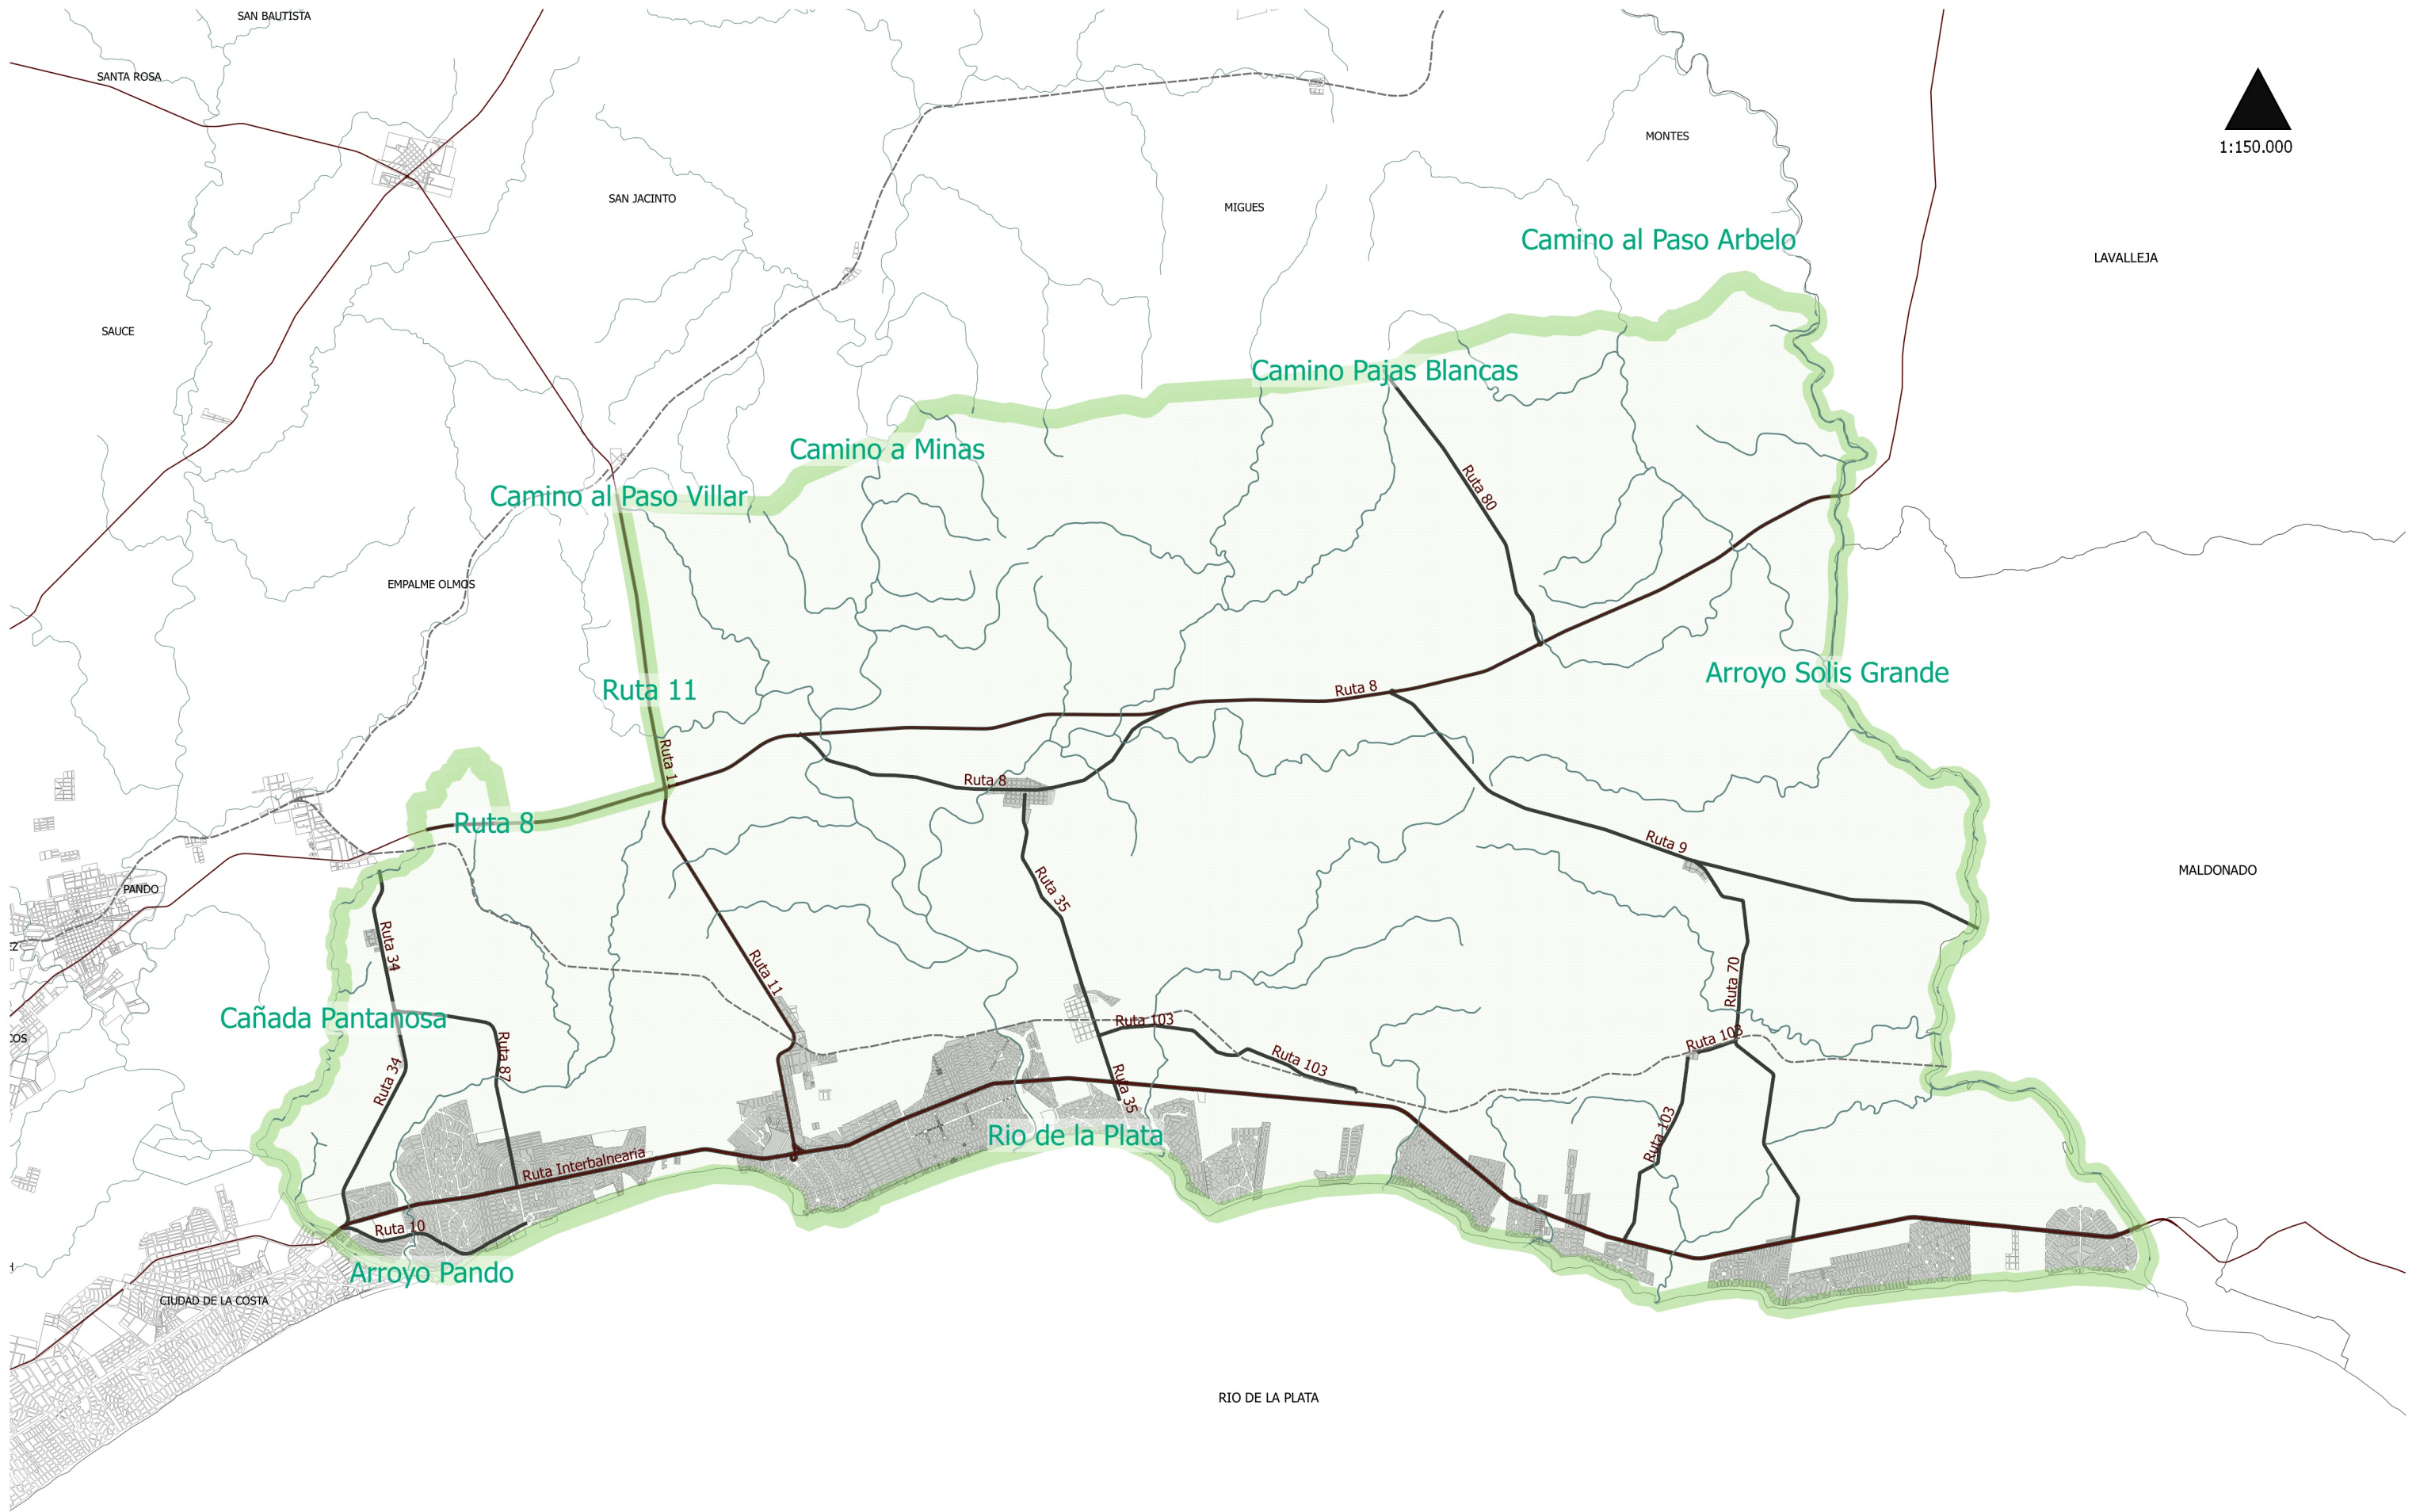 SAN BAUTISTA
SANTA ROSA
MONTES
1:150.000
SAN JACINTO
MIGUES
Camino al Paso Arbelo
LAVALLEJA
SAUCE
Camino Pajas Blancas
Camino a Minas
Ruta 80
Camino al Paso Villar
EMPALME OLMOS
Arroyo Solis Grande
Ruta 11
Ruta 8
Ruta 1
Ruta 8
Ruta 8
Ruta 9
MALDONADO
PANDO
Ruta 35
Ruta 34
Ruta 11
Ruta 70
Cañada Pantanosa
Ruta 103
Ruta 103
Ruta 87
Ruta 103
Ruta 34
Ruta 35
Ruta 103
Rio de la Plata
Ruta Interbalnearia
Ruta 10
Arroyo Pando
CIUDAD DE LA COSTA
RIO DE LA PLATA